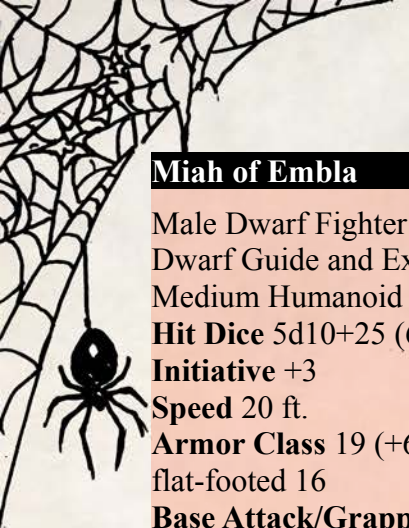 Miah of Embla
Male Dwarf Fighter
Dwarf Guide and Ex
Medium Humanoid
Hit Dice 5d10+25 (6
Initiative +3
Speed 20 ft.
Armor Class 19 (+6
flat-footed 16
Base Attack/Grapp